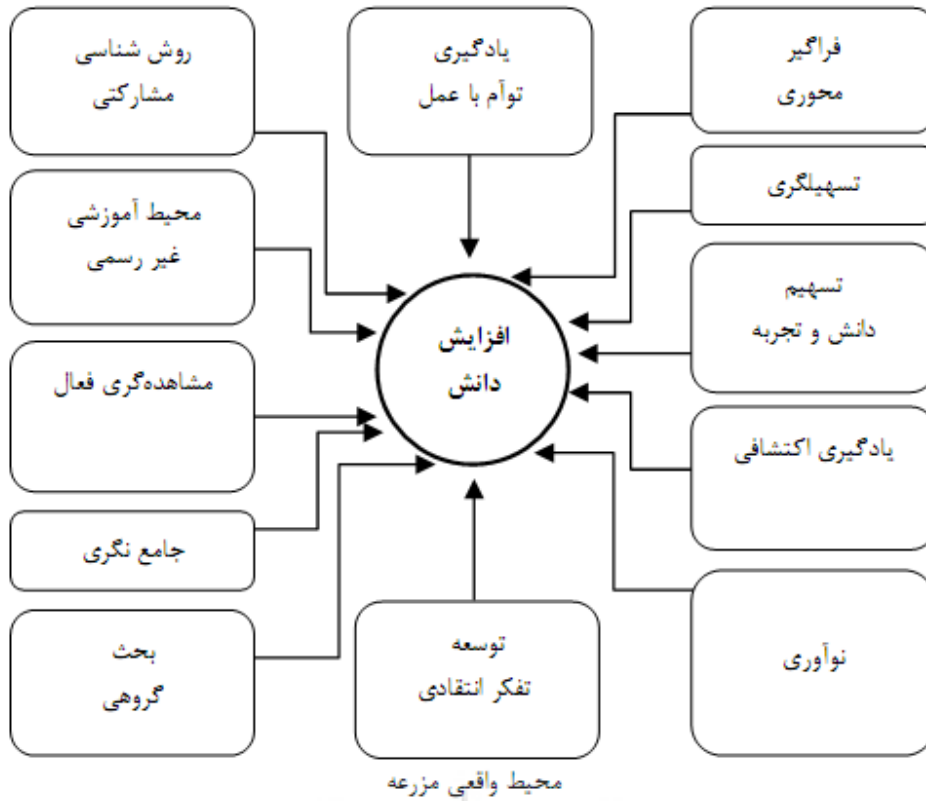 فراگیر
محوری
یادگیری
توآم با عمل
روش شناسی
مشارکتی
تسهیلگری
محیط آموزشی
غیر رسمی
تسهیم
دانش و تجربه
افزایش
دانش
مشاهده‌گری فعال
یادگیری اکتشافی
جامع نگری
نوآوری
توسعه
تفکر انتقادی
بحث
گروهی
محیط واقعی مزرعه